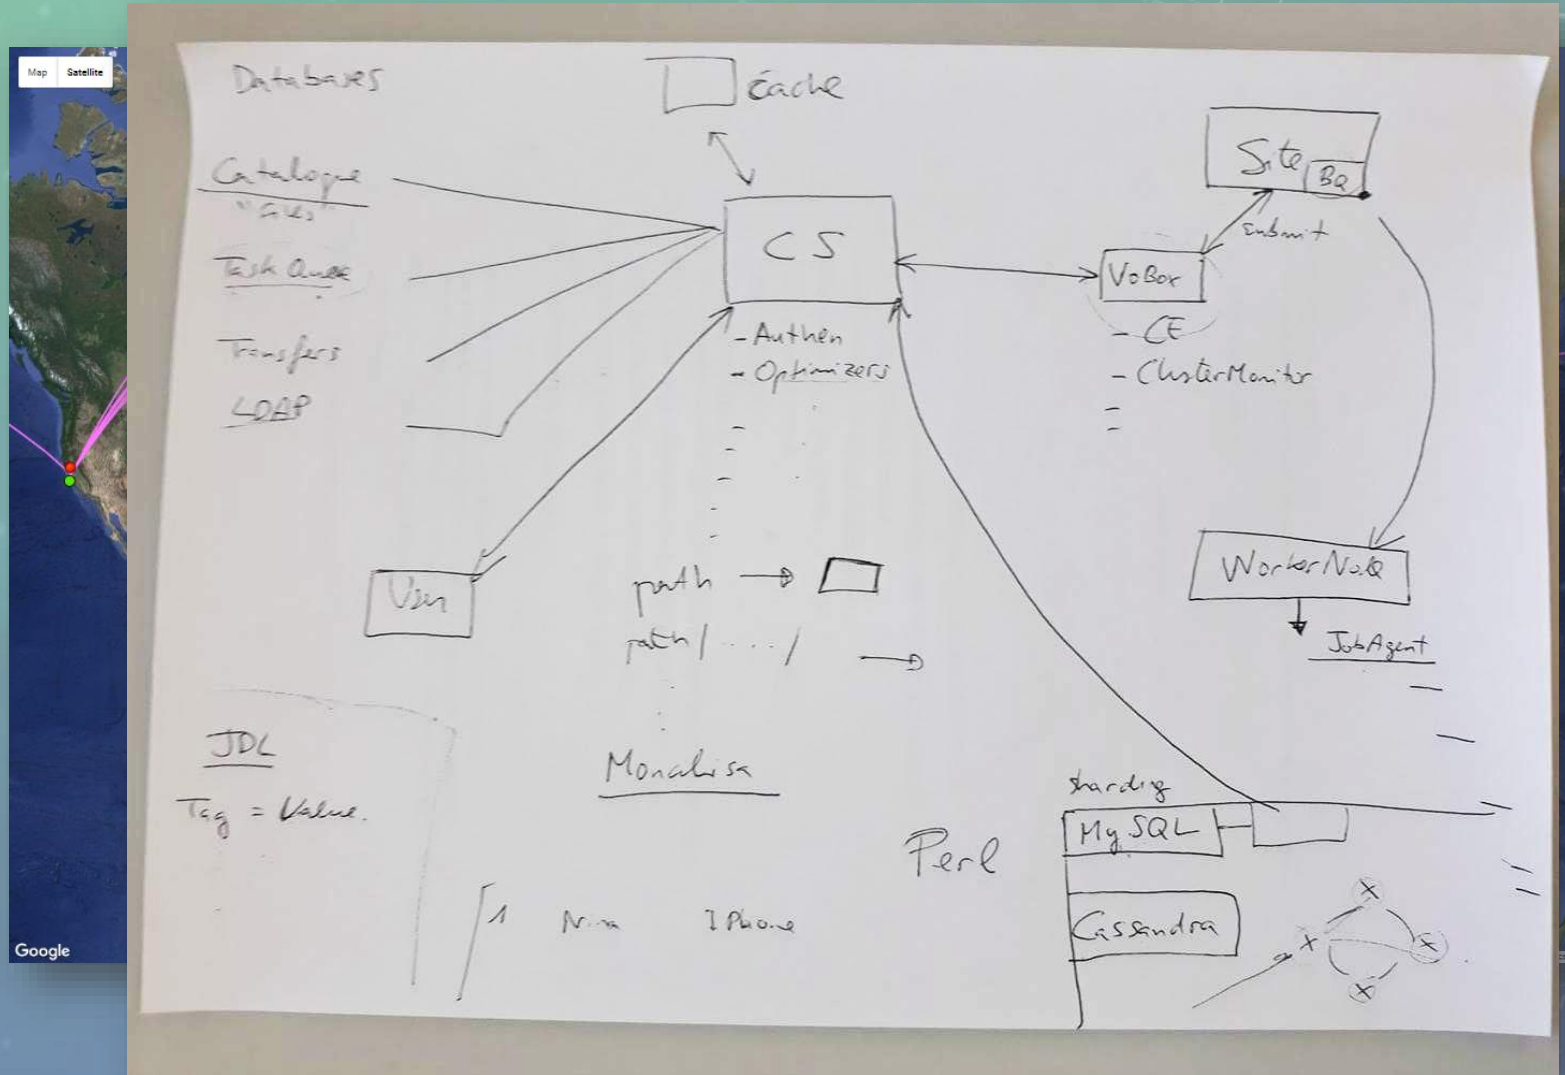 Map Satellite
Databases
Cache
Catalogue
Task Queue
Transfers
LDAP
CS
- Authen
- Optimizers
Site
BQ
submit
VoBox
- CE
- ClusterMonitor
User
path
path/..../
WorkerNode
JobAgent
JDL
Tag = Value.
MonaLisa
Perl
sharding
MySQL
Cassandra
1 Nina IPhone
Google